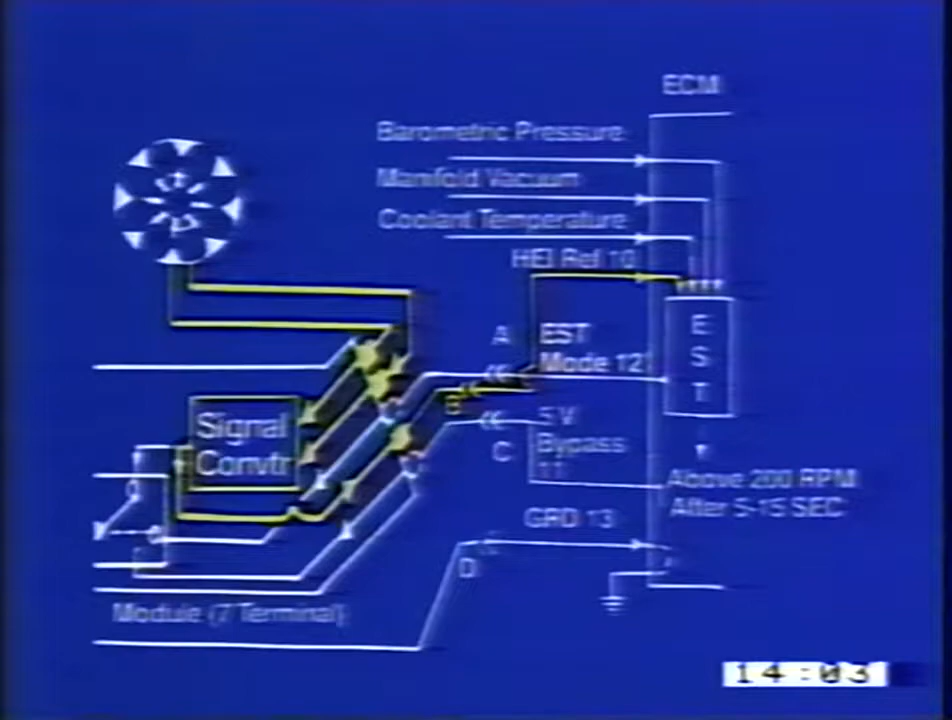 ECM
Barometric Pressure
Manifold Vacuum
Coolant Temperature
HEI Ref 10
A
EST
Mode 12
E
S
T
B
5 V
Bypass
11
C
Signal
Convtr
Above 200 RPM
After 5-15 SEC
GRD 13
D
Module (7 Terminal)
14:03